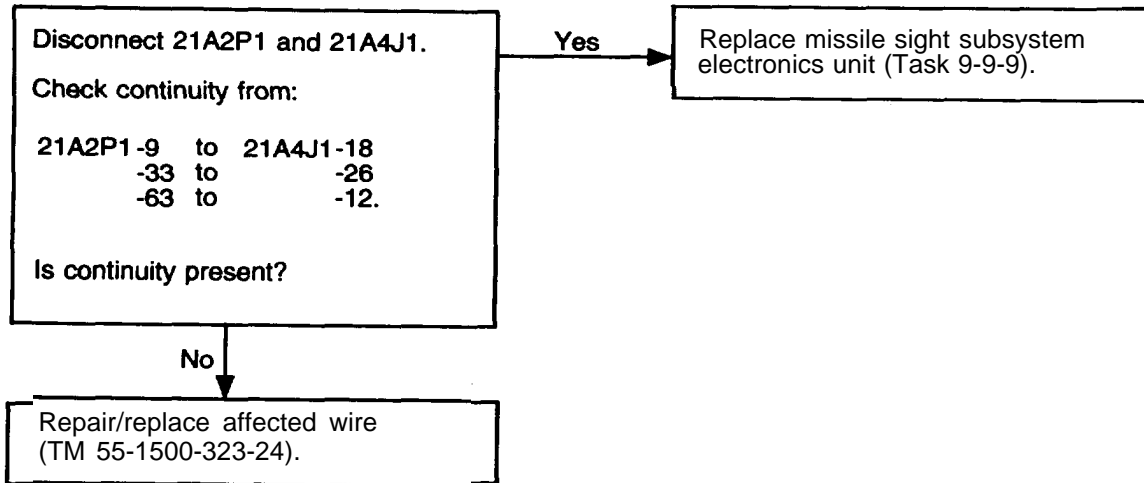 Disconnect 21A2P1 and 21A4J1.
Check continuity from:
21A2P1-9 to 21A4J1-18
-33 to -26
-63 to -12.
Is continuity present?
Yes
Replace missile sight subsystem
electronics unit (Task 9-9-9).
No
Repair/replace affected wire
(TM 55-1500-323-24).